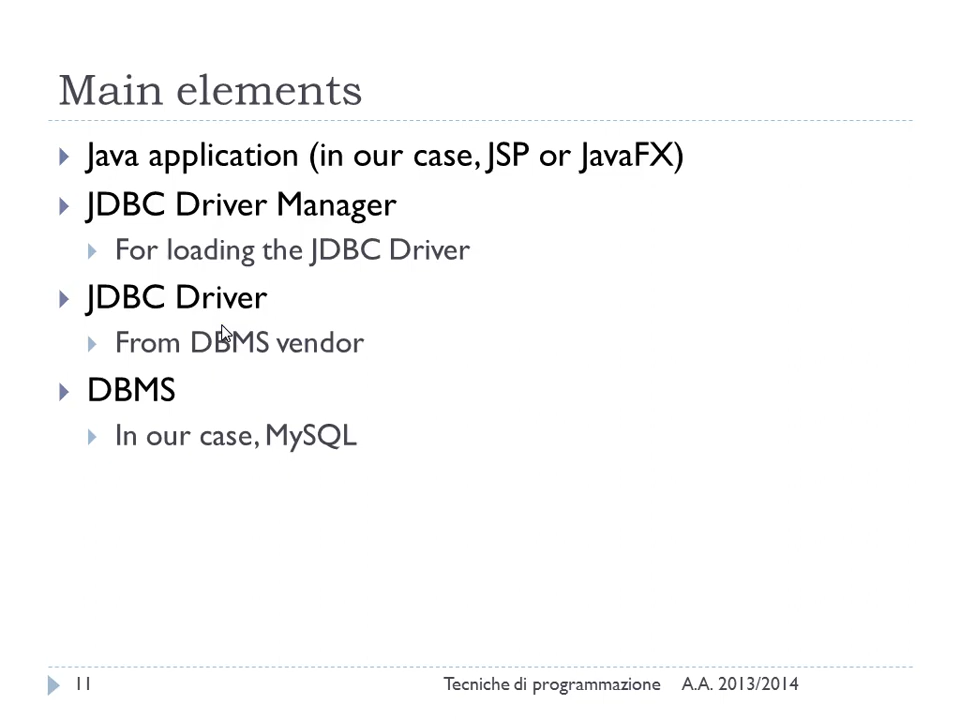 Main elements
Java application (in our case, JSP or JavaFX)
JDBC Driver Manager
For loading the JDBC Driver
JDBC Driver
From DBMS vendor
DBMS
In our case, MySQL
11 Tecniche di programmazione A.A. 2013/2014